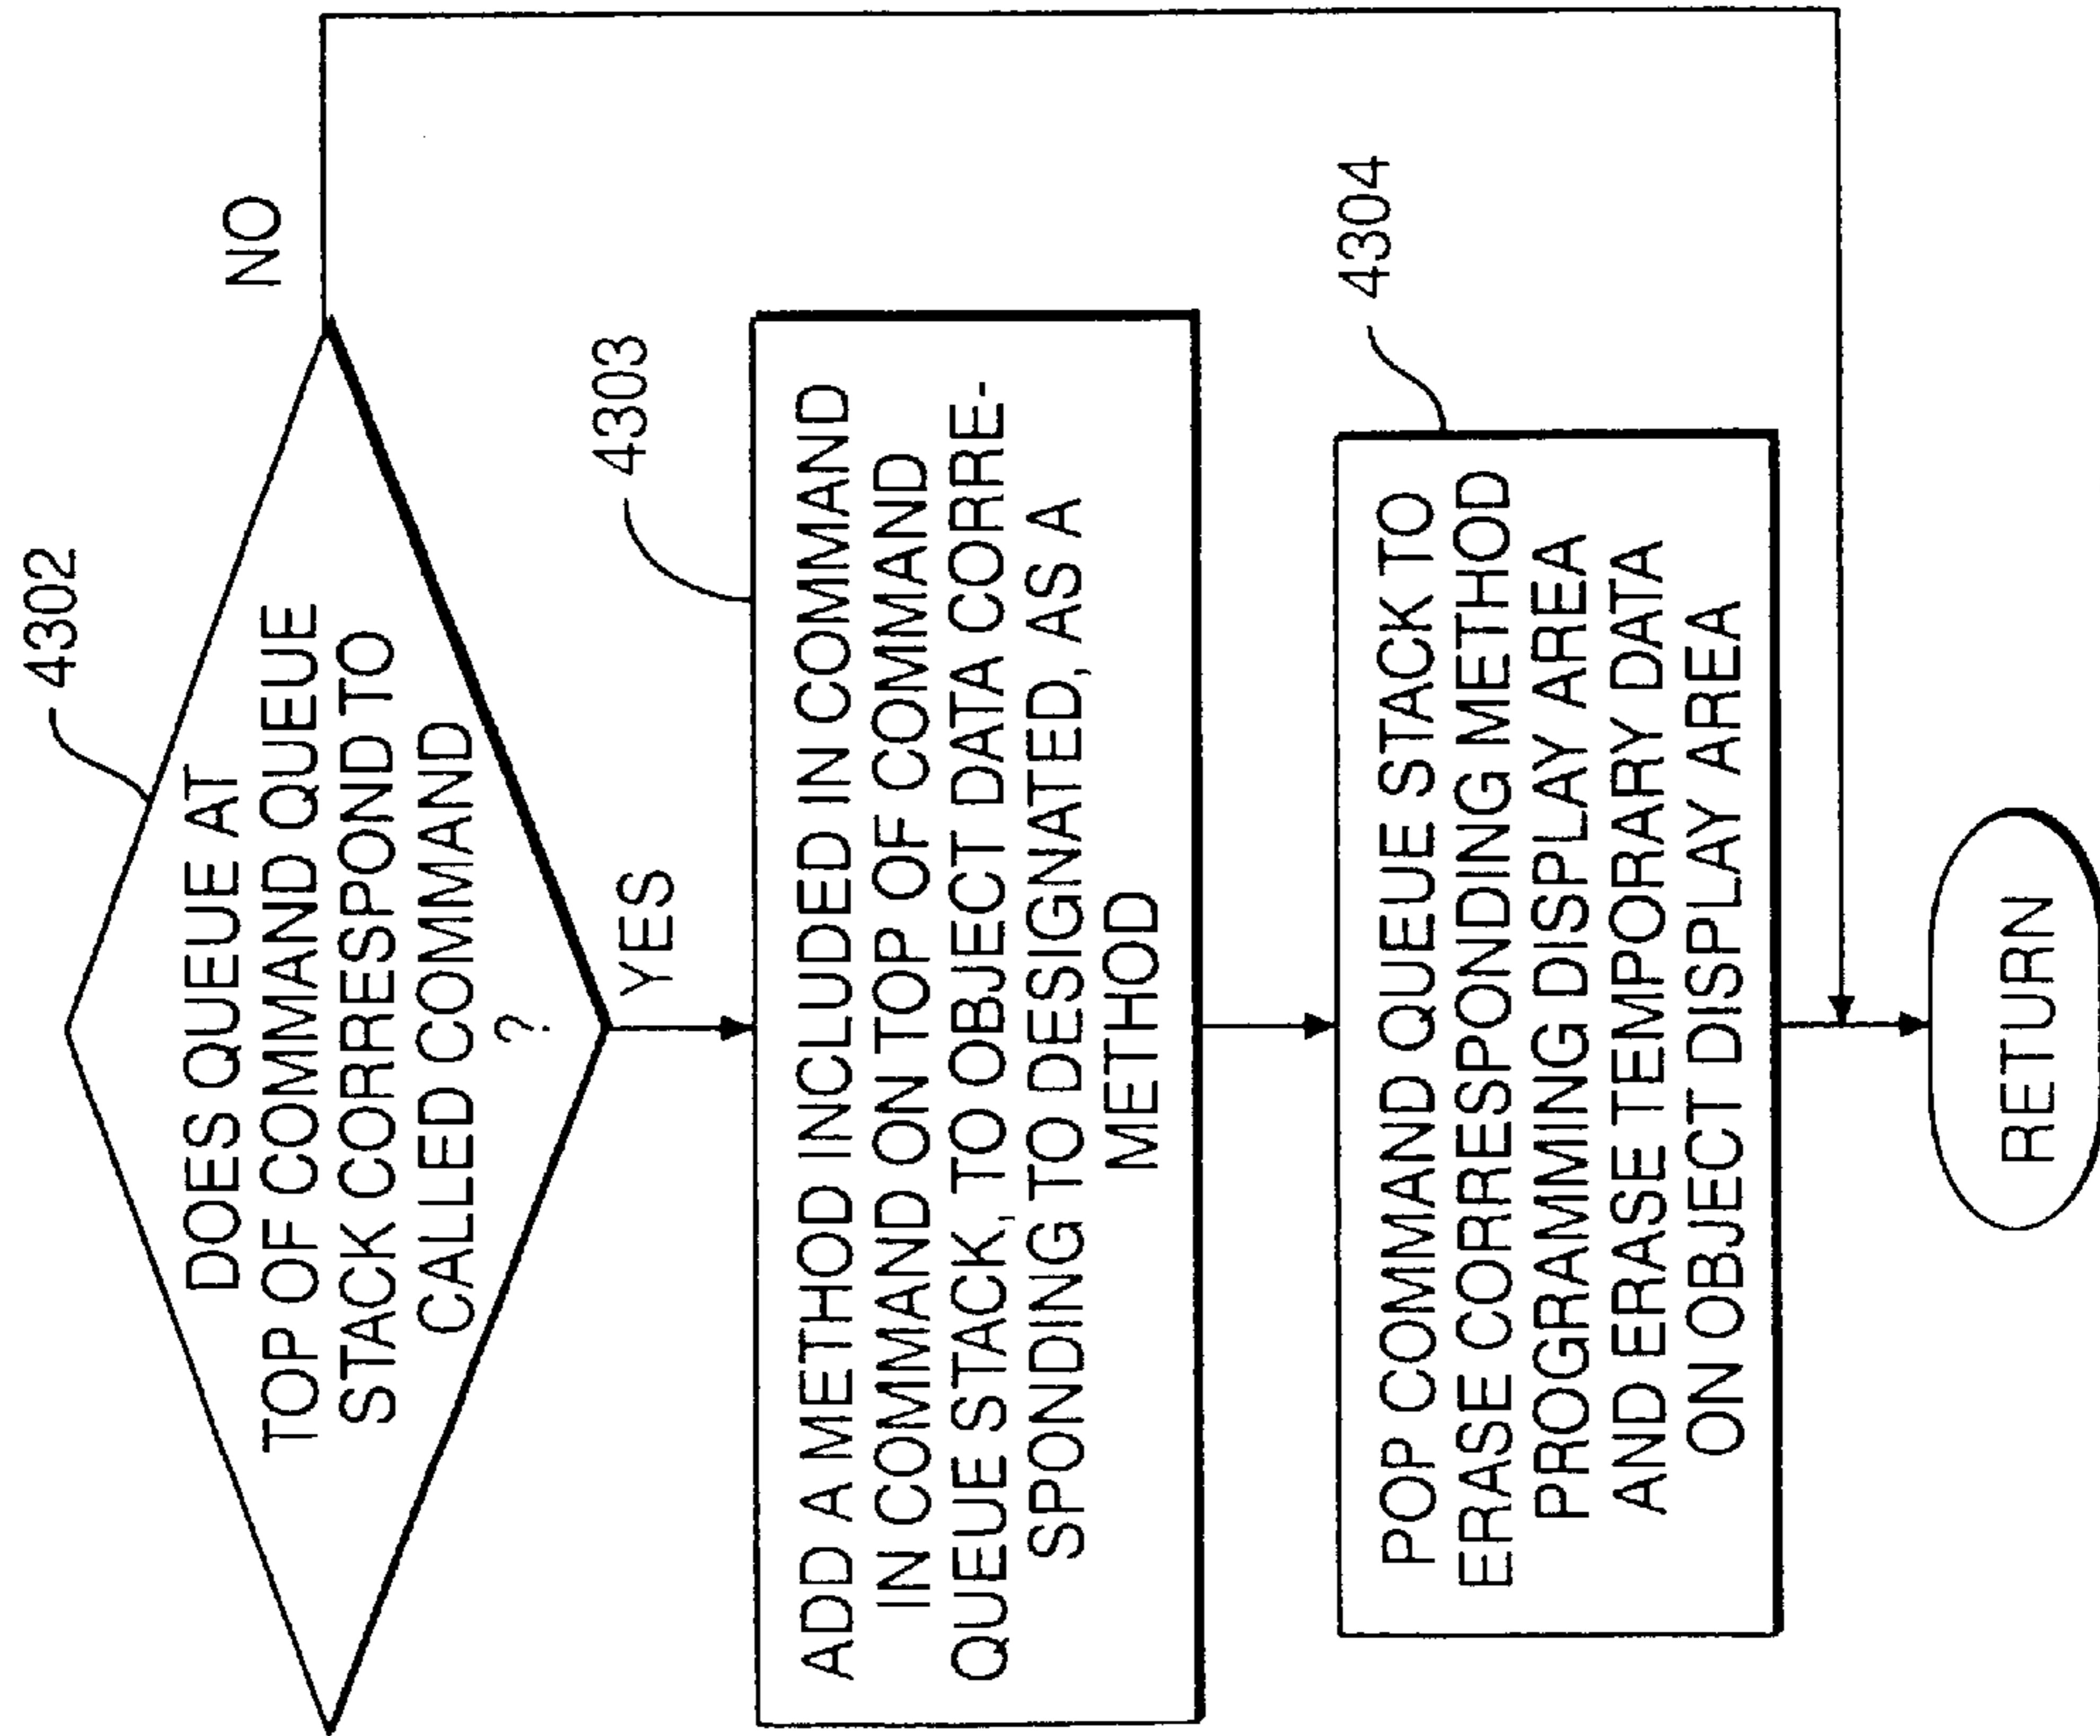 4302
DOES QUEUE AT
TOP OF COMMAND QUEUE
STACK CORRESPOND TO
CALLED COMMAND
?
NO
YES
4303
ADD A METHOD INCLUDED IN COMMAND
IN COMMAND ON TOP OF COMMAND
QUEUE STACK, TO OBJECT DATA CORRE-
SPONDING TO DESIGNATED, AS A
METHOD
4304
POP COMMAND QUEUE STACK TO
ERASE CORRESPONDING METHOD
PROGRAMMING DISPLAY AREA
AND ERASE TEMPORARY DATA
ON OBJECT DISPLAY AREA
RETURN